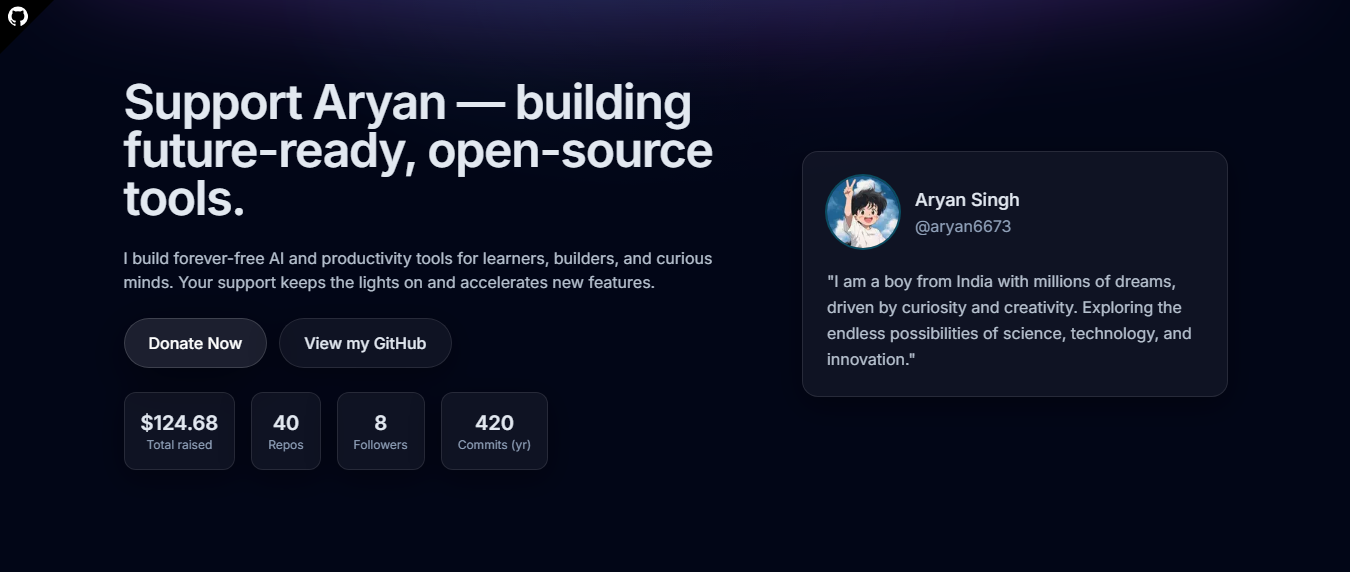 Support Aryan — building
future-ready, open-source
tools.
I build forever-free AI and productivity tools for learners, builders, and curious
minds. Your support keeps the lights on and accelerates new features.
Donate Now
View my GitHub
$124.68
Total raised
40
Repos
8
Followers
420
Commits (yr)
Aryan Singh
@aryan6673
"I am a boy from India with millions of dreams,
driven by curiosity and creativity. Exploring the
endless possibilities of science, technology, and
innovation."